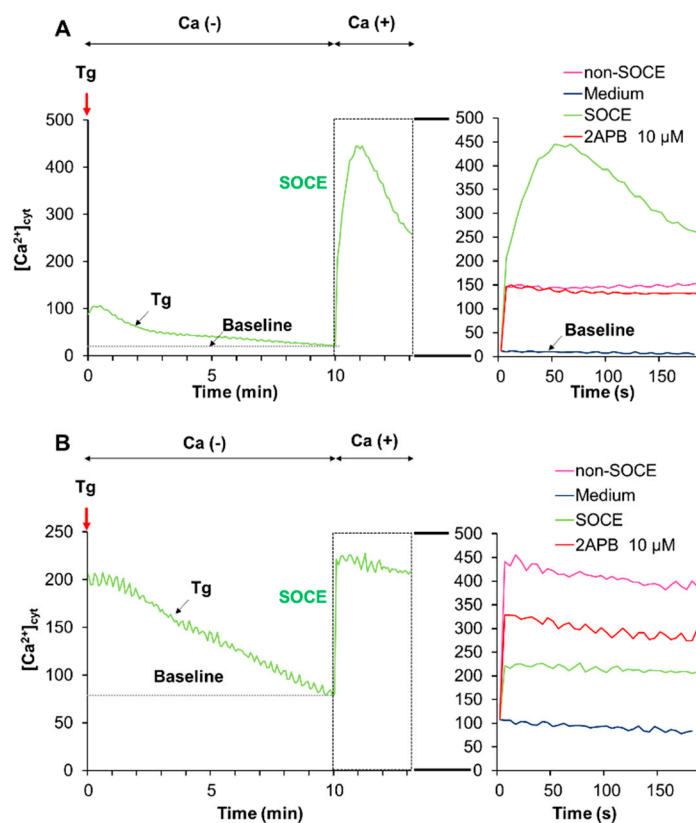 A
Ca (-)
Ca (+)
Tg
500
400
300
200
100
0
[Ca²⁺]cyt
SOCE
Tg
Baseline
0
5
10
Time (min)
non-SOCE
Medium
SOCE
2APB 10 µM
500
450
400
350
300
250
200
150
100
50
0
Baseline
0
50
100
150
Time (s)
B
Ca (-)
Ca (+)
Tg
250
200
150
100
50
0
[Ca²⁺]cyt
SOCE
Tg
Baseline
0
5
10
Time (min)
non-SOCE
Medium
SOCE
2APB 10 µM
500
450
400
350
300
250
200
150
100
50
0
0
50
100
150
Time (s)